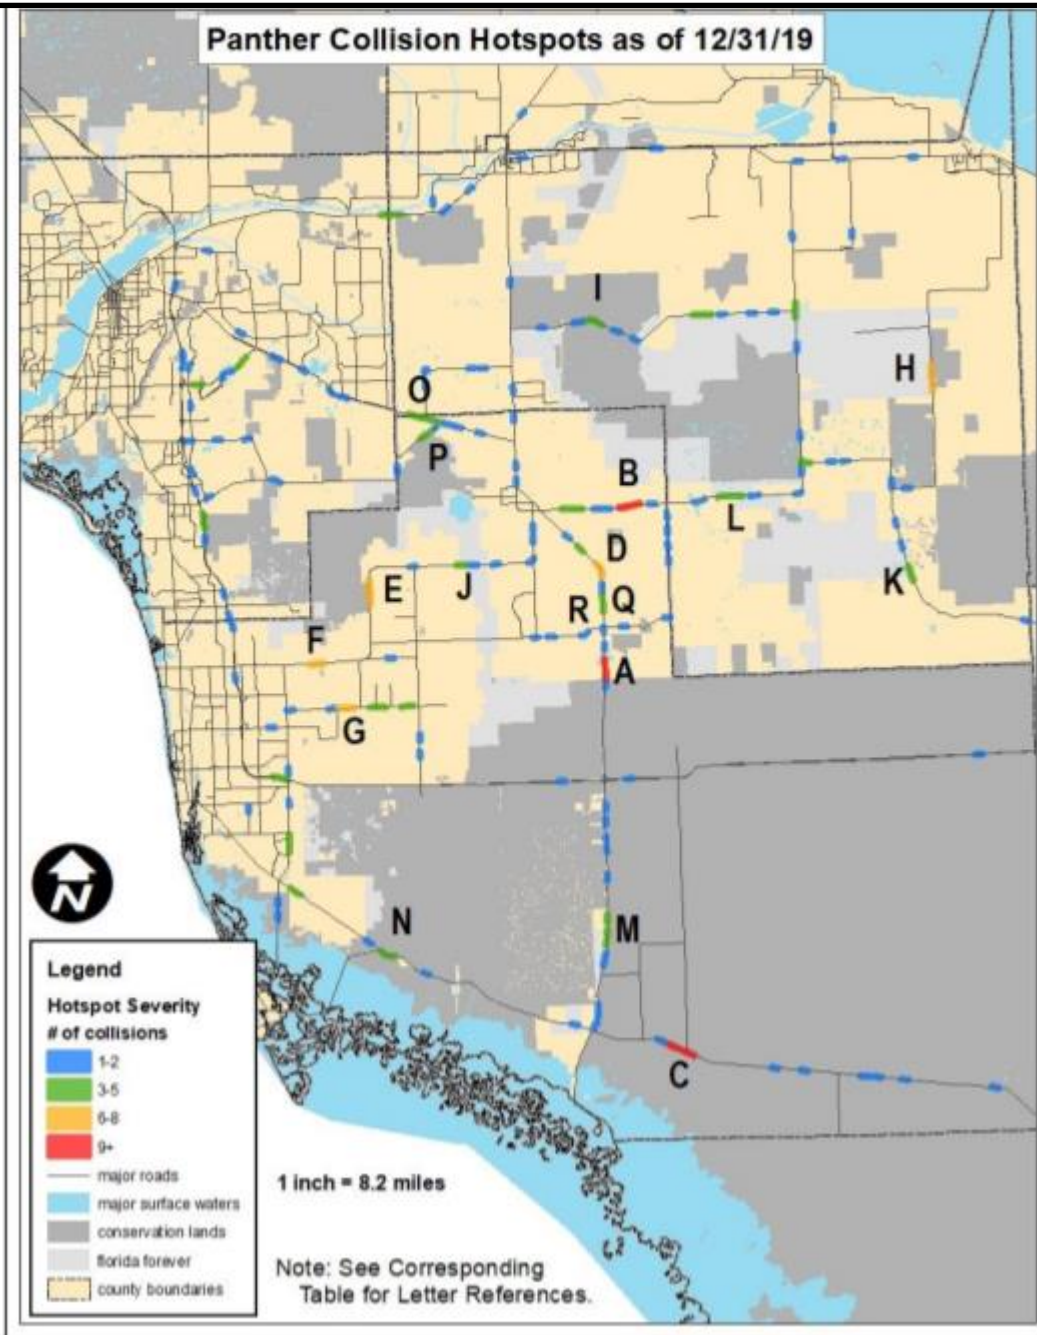 Panther Collision Hotspots as of 12/31/19
I
H
O
P
B
L
D
E
J
K
Q
R
F
A
G
N
M
C
N
Legend
Hotspot Severity
# of collisions
1-2
3-5
6-8
9+
major roads
major surface waters
conservation lands
florida forever
county boundaries
1 inch = 8.2 miles
Note: See Corresponding
Table for Letter References.